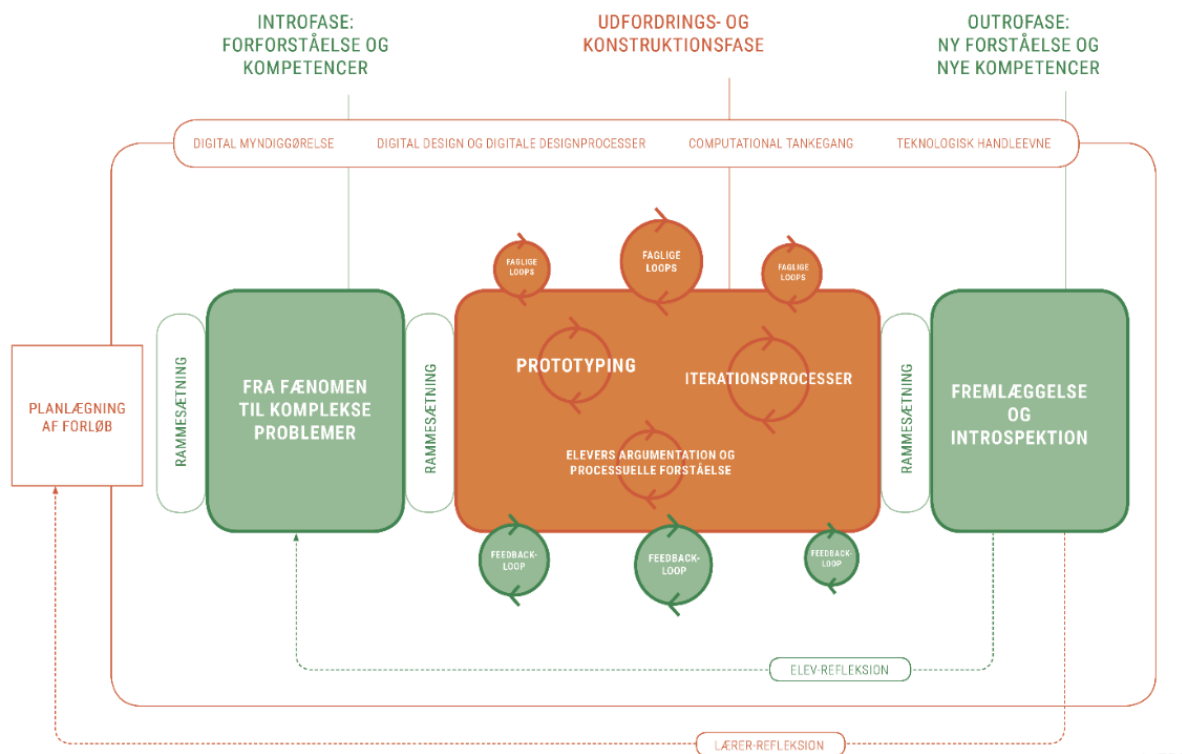 INTROFASE:
FORFORSTÅELSE OG
KOMPETENCER
UDFORDRINGS- OG
KONSTRUKTIONSFASE
OUTROFASE:
NY FORSTÅELSE OG
NYE KOMPETENCER
DIGITAL MYNDIGGØRELSE
DIGITAL DESIGN OG DIGITALE DESIGNPROCESSER
COMPUTATIONAL TANKEGANG
TEKNOLOGISK HANDLEEVNE
FAGLIGE
LOOPS
FAGLIGE
LOOPS
FAGLIGE
LOOPS
PLANLÆGNING
AF FORLØB
RAMMESÆTNING
FRA FÆNOMEN
TIL KOMPLEKSE
PROBLEMER
RAMMESÆTNING
PROTOTYPING
ITERATIONSPROCESSER
ELEVERS ARGUMENTATION OG
PROCESSUELLE FORSTÅELSE
RAMMESÆTNING
FREMLÆGGELSE
OG
INTROSPEKTION
FEEDBACK-
LOOP
FEEDBACK-
LOOP
FEEDBACK-
LOOP
ELEV-REFLEKSION
LÆRER-REFLEKSION